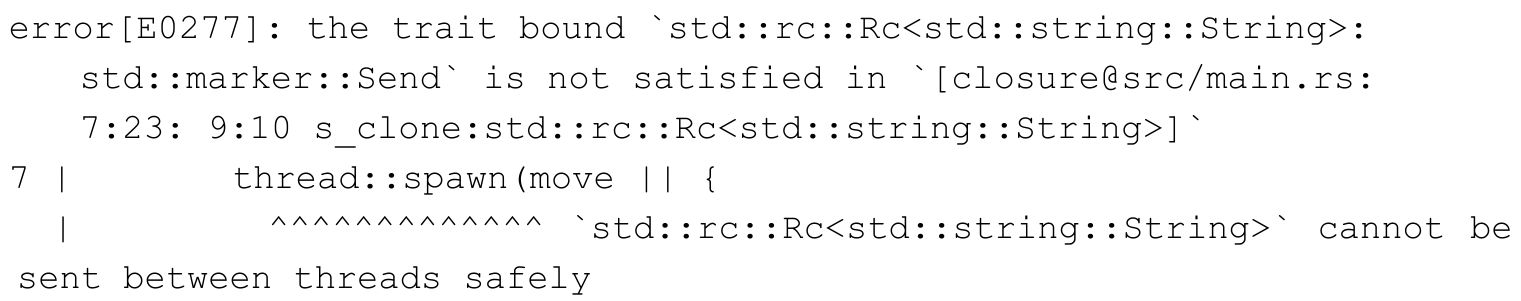 error[E0277]: the trait bound `std::rc::Rc<std::string::String>:
std::marker::Send` is not satisfied in `[closure@src/main.rs:
7:23: 9:10 s_clone:std::rc::Rc<std::string::String>]`
7 |        thread::spawn(move || {
  |          ^^^^^^^^^^^^^ `std::rc::Rc<std::string::String>` cannot be
sent between threads safely